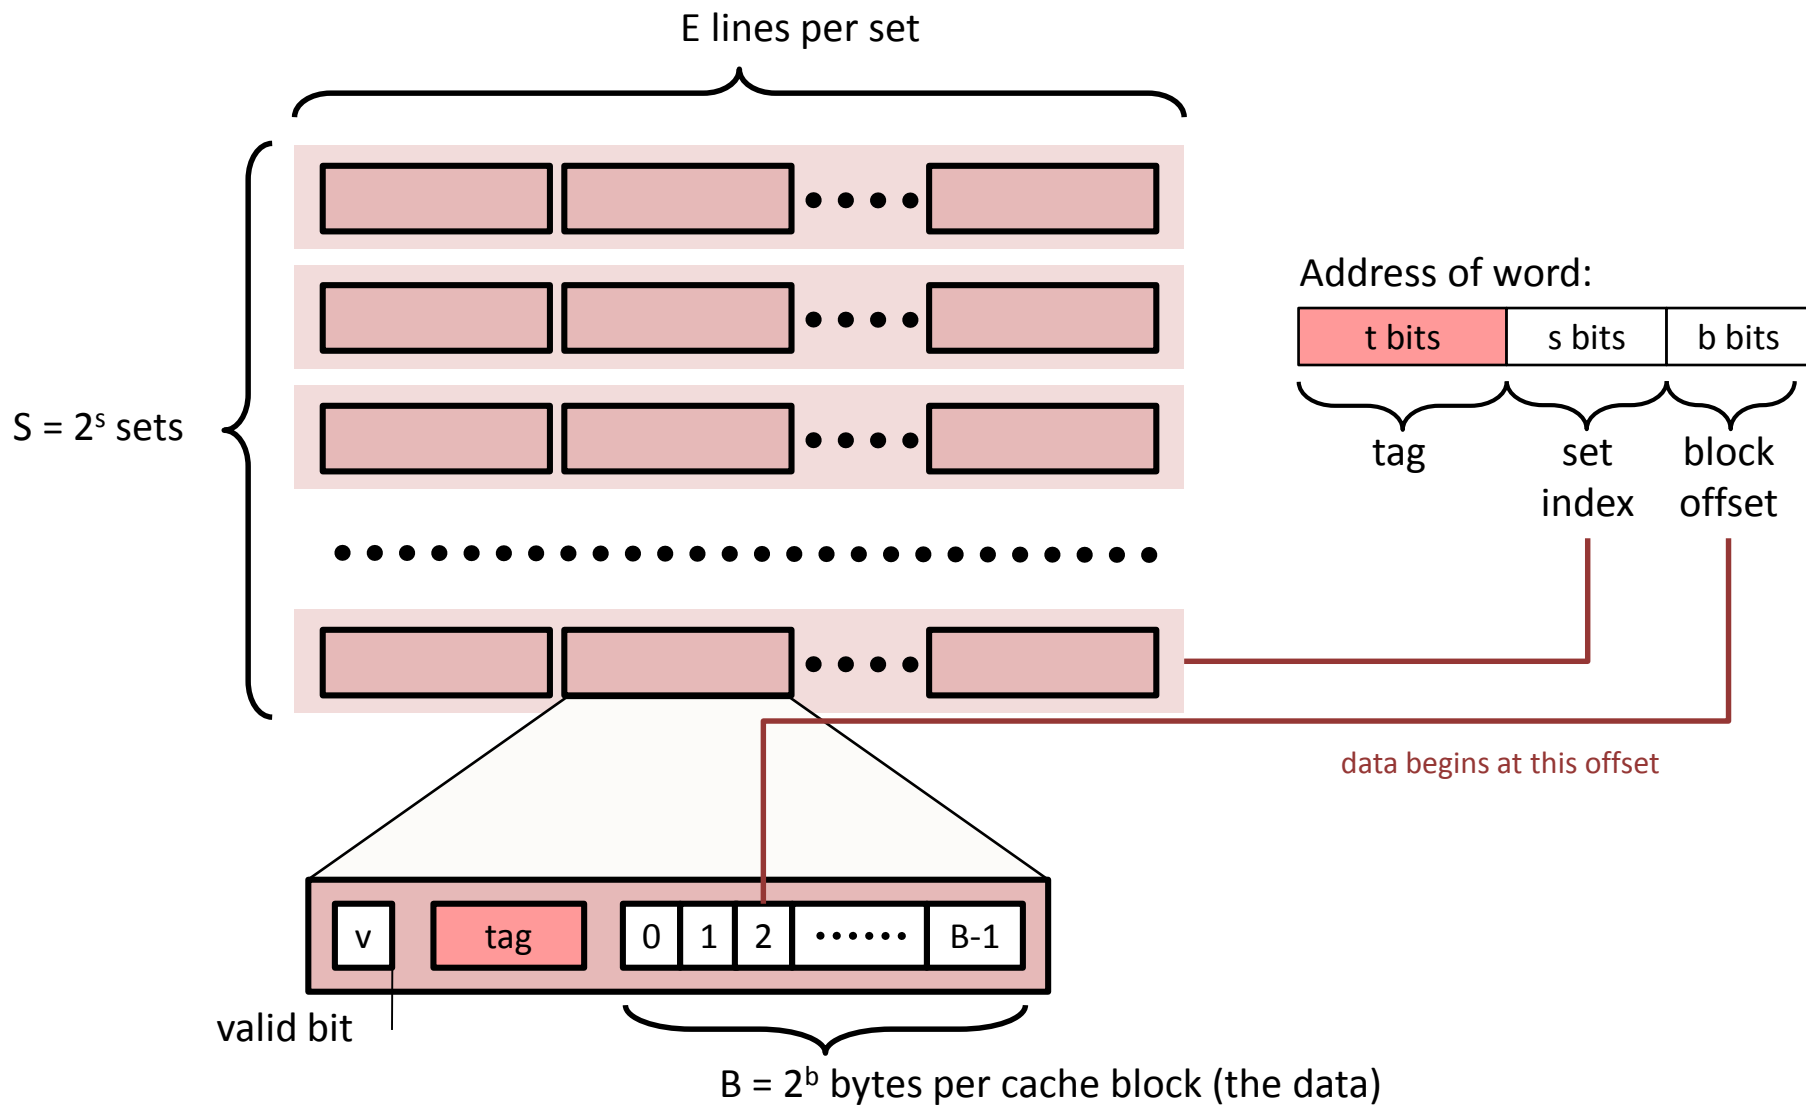 E lines per set
S = 2ˢ sets
Address of word:
t bits s bits b bits
tag set index block offset
data begins at this offset
v tag 0 1 2 B-1
valid bit
B = 2ᵇ bytes per cache block (the data)